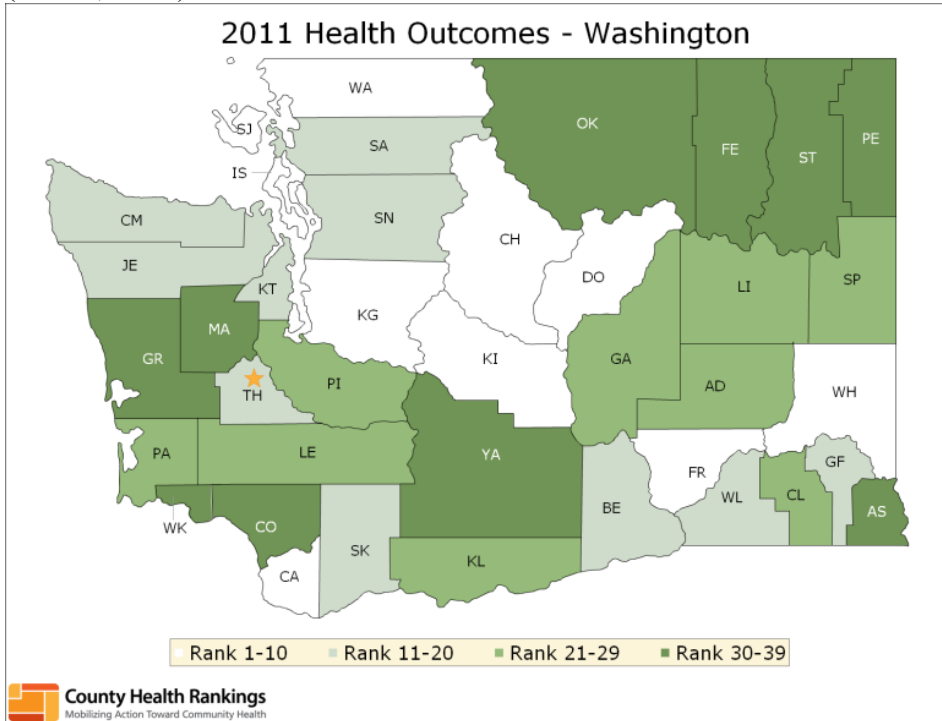 2011 Health Outcomes - Washington
WA
OK
SJ
SA
FE
ST
PE
IS
SN
CM
CH
JE
DO
KT
LI
SP
KG
MA
GR
KI
GA
TH
PI
AD
WH
PA
LE
YA
FR
GF
WL
CL
BE
WK
CO
AS
SK
KL
CA
Rank 1-10 Rank 11-20 Rank 21-29 Rank 30-39
County Health Rankings
Mobilizing Action Toward Community Health